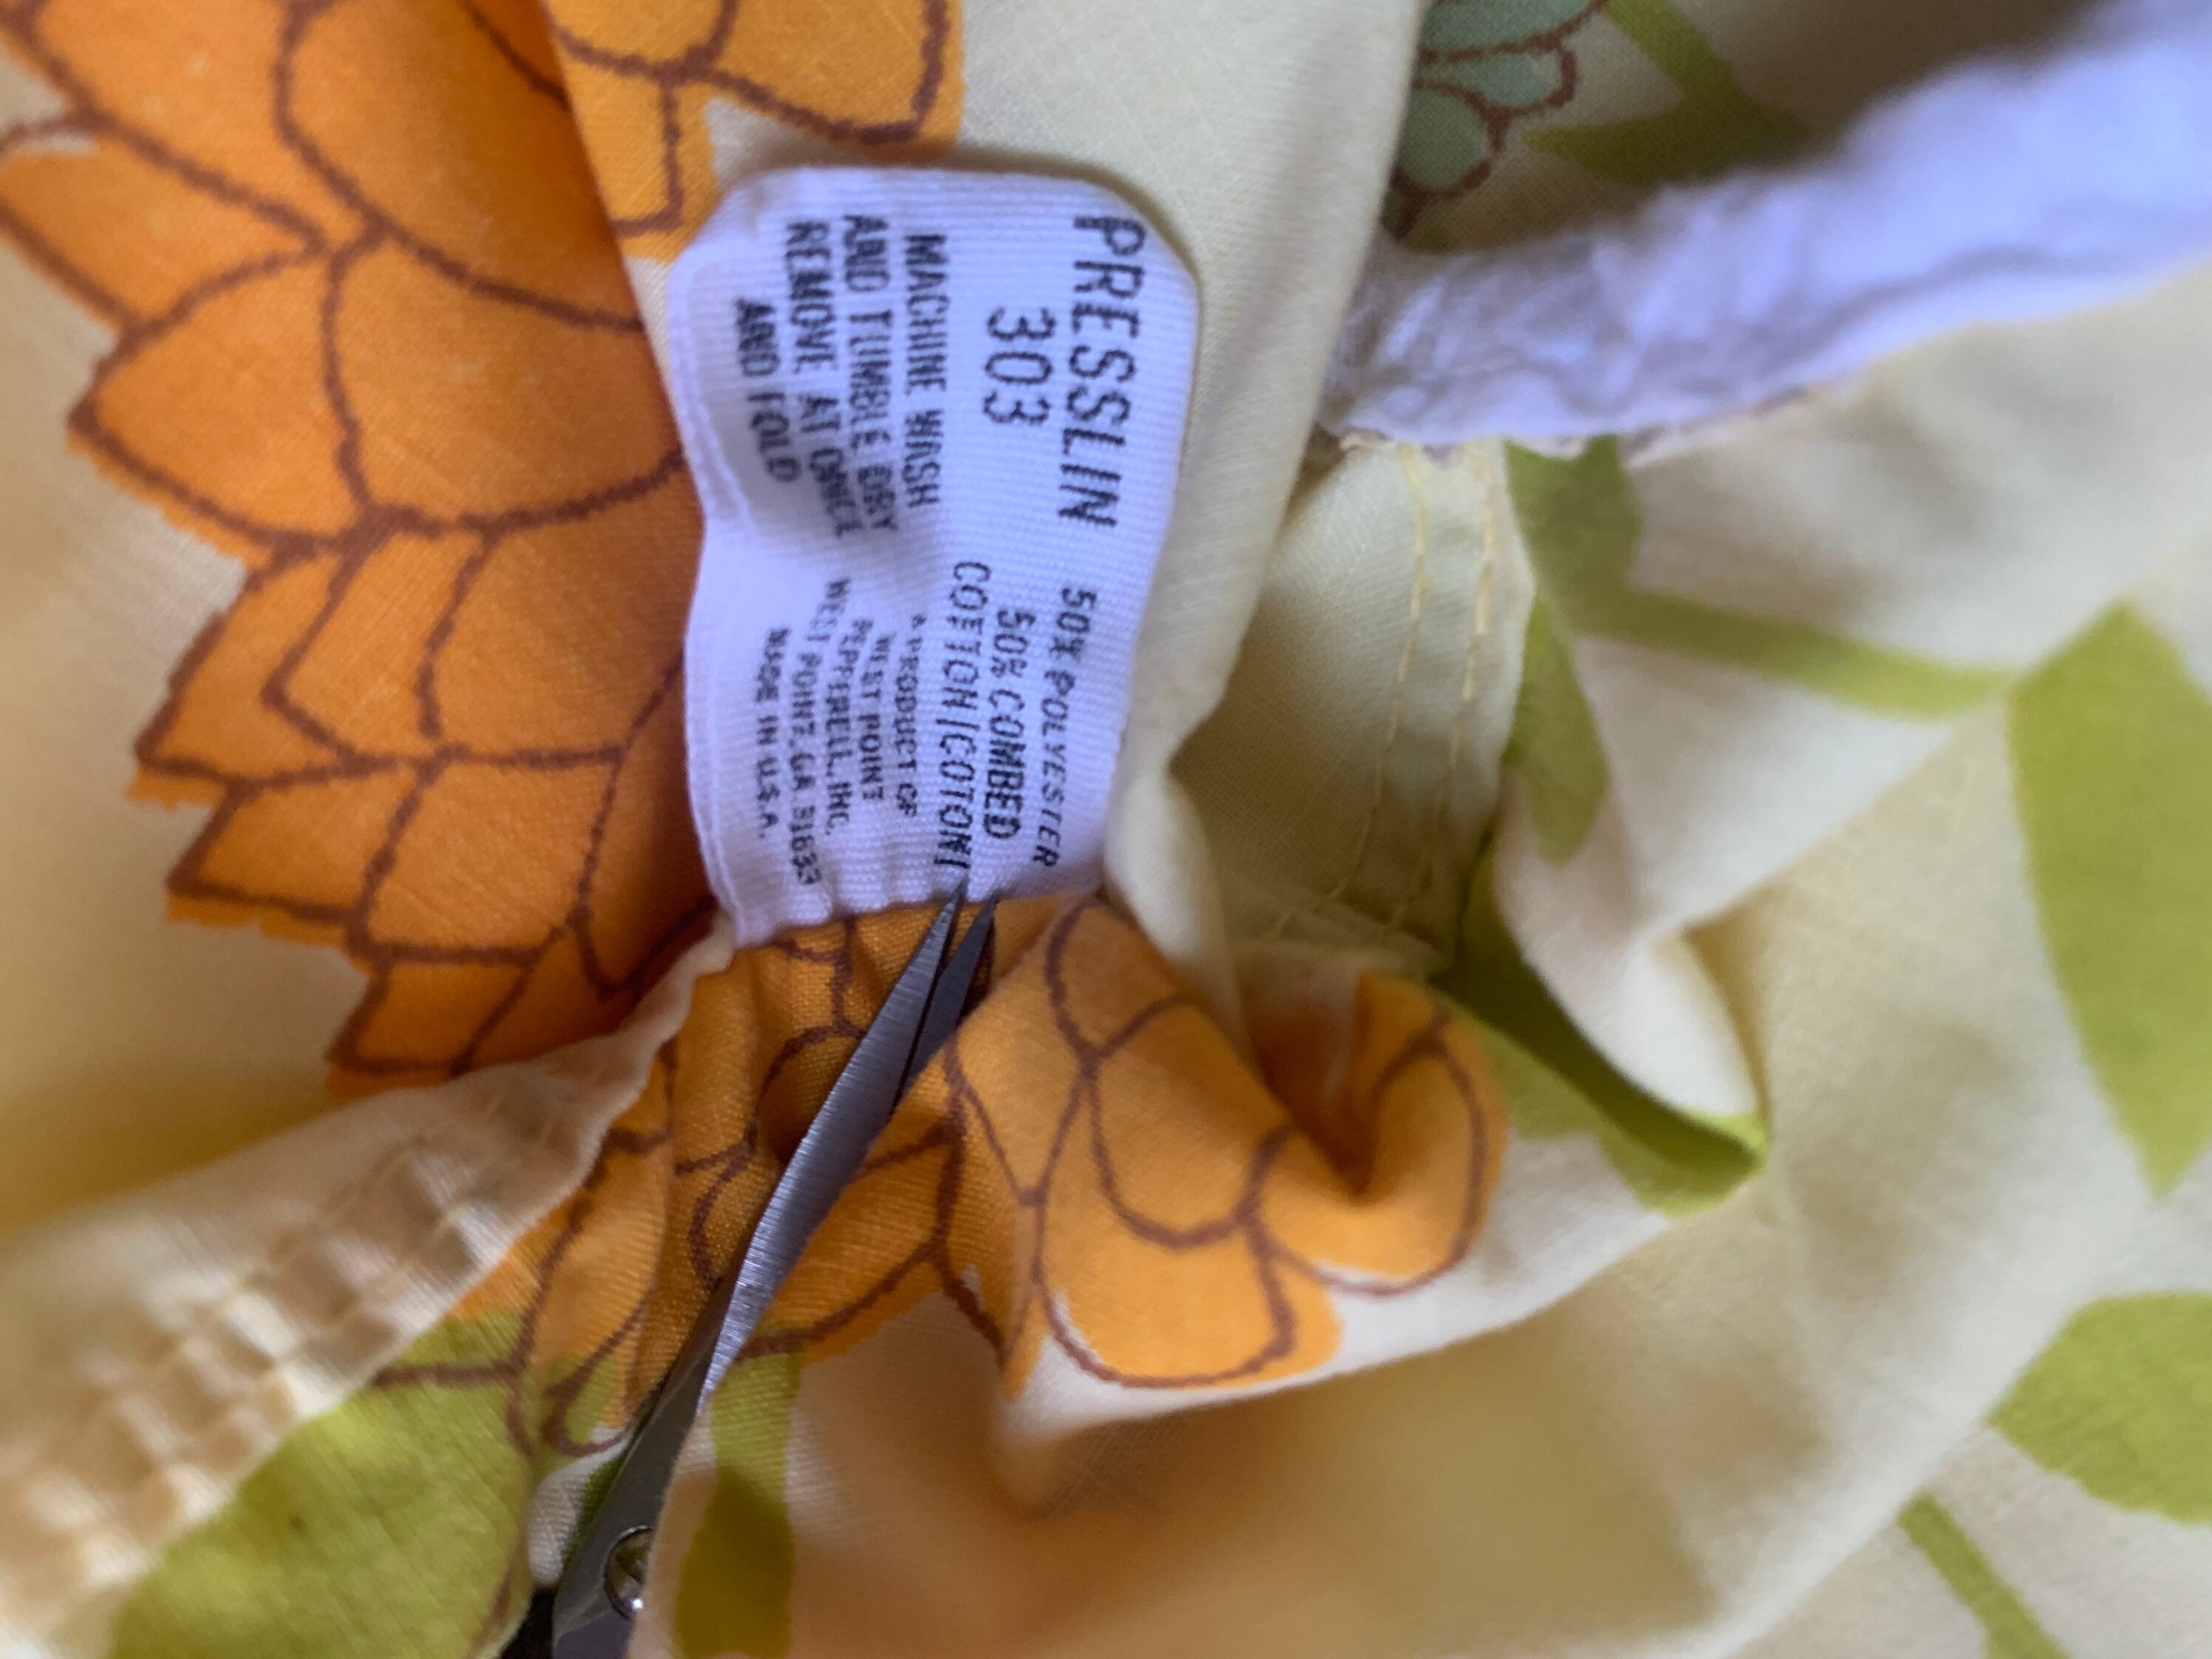 PRESSLIN
303
MACHINE WASH
AND TUMBLE DRY
REMOVE AT ONCE
AND FOLD
50% POLYESTER
50% COMBED
COTTON/COTON/
A PRODUCT OF
WEST POINT
PEPPERELL, INC.
WEST POINT, GA. 31833
MADE IN U.S.A.